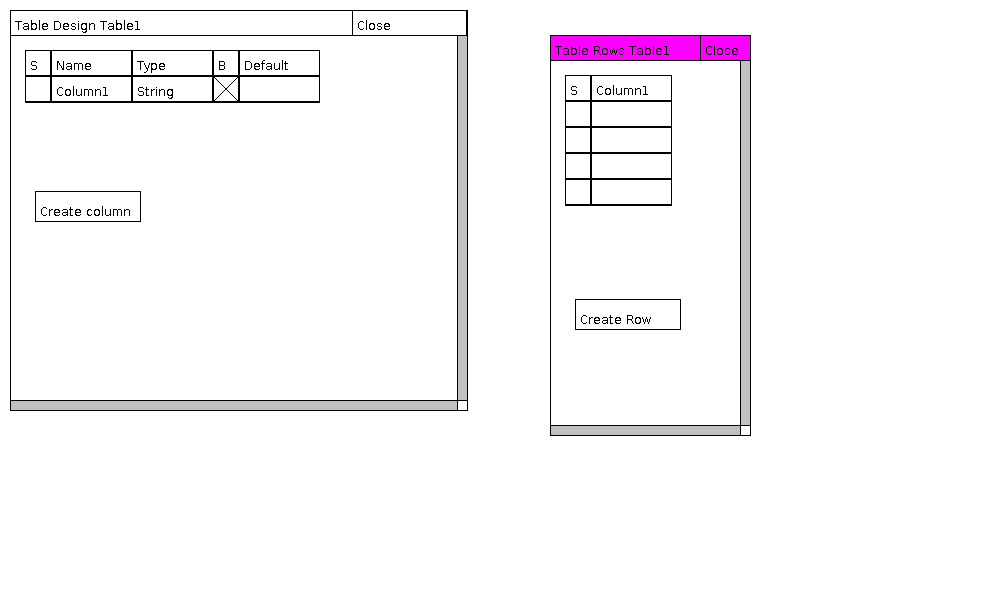 Table Design Table1 Close
S Name Type B Default
Column1 String
Create column
Table Rows Table1 Close
S Column1
Create Row